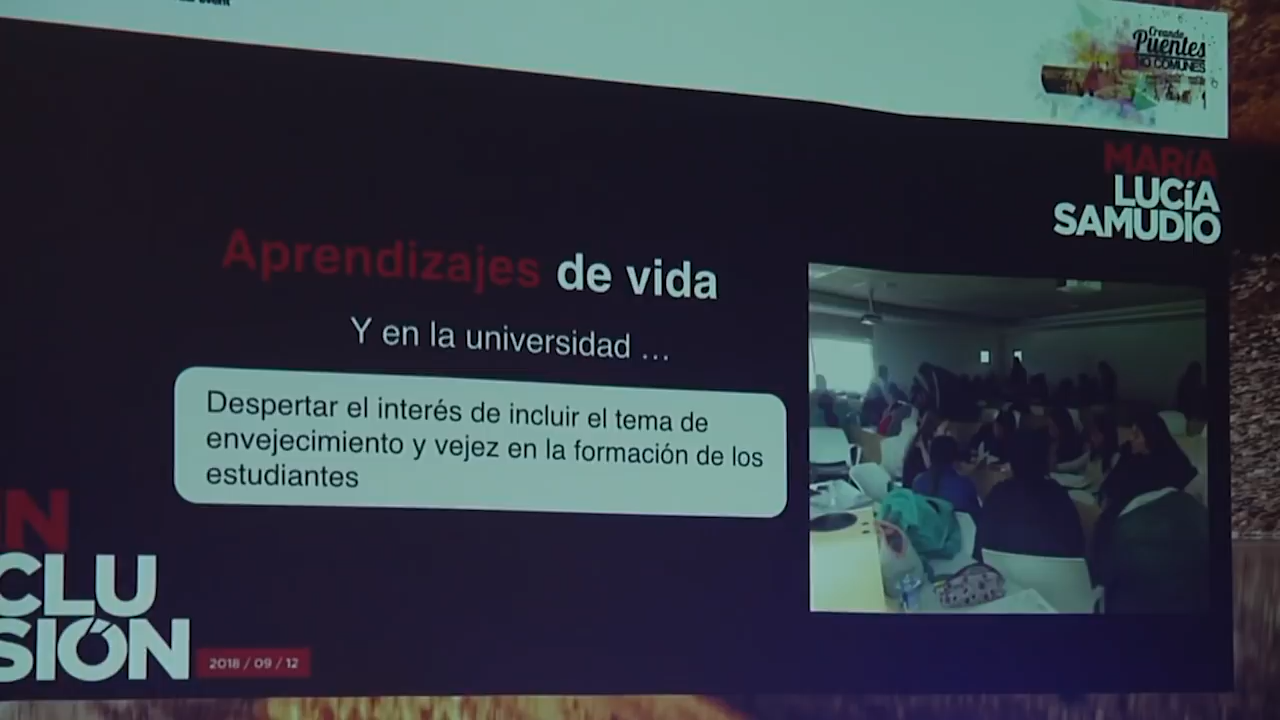 Creando
Puentes
NO COMUNES
MARíA
LUCíA
SAMUDIO
Aprendizajes de vida
Y en la universidad ...
Despertar el interés de incluir el tema de
envejecimiento y vejez en la formación de los
estudiantes
N
CLU
SIÓN
2018 / 09 / 12